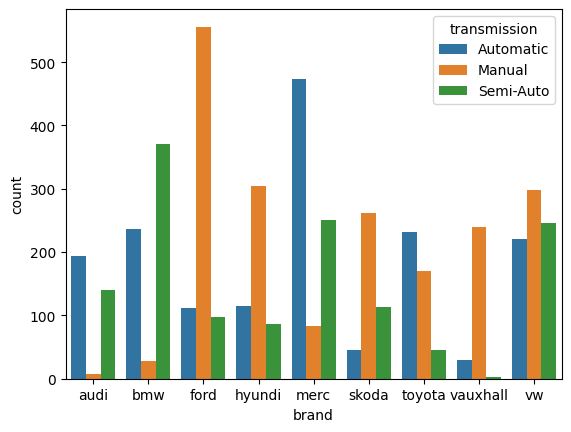 transmission
Automatic
Manual
Semi-Auto
500
400
300
200
100
0
count
audi bmw ford hyundi merc skoda toyota vauxhall vw
brand